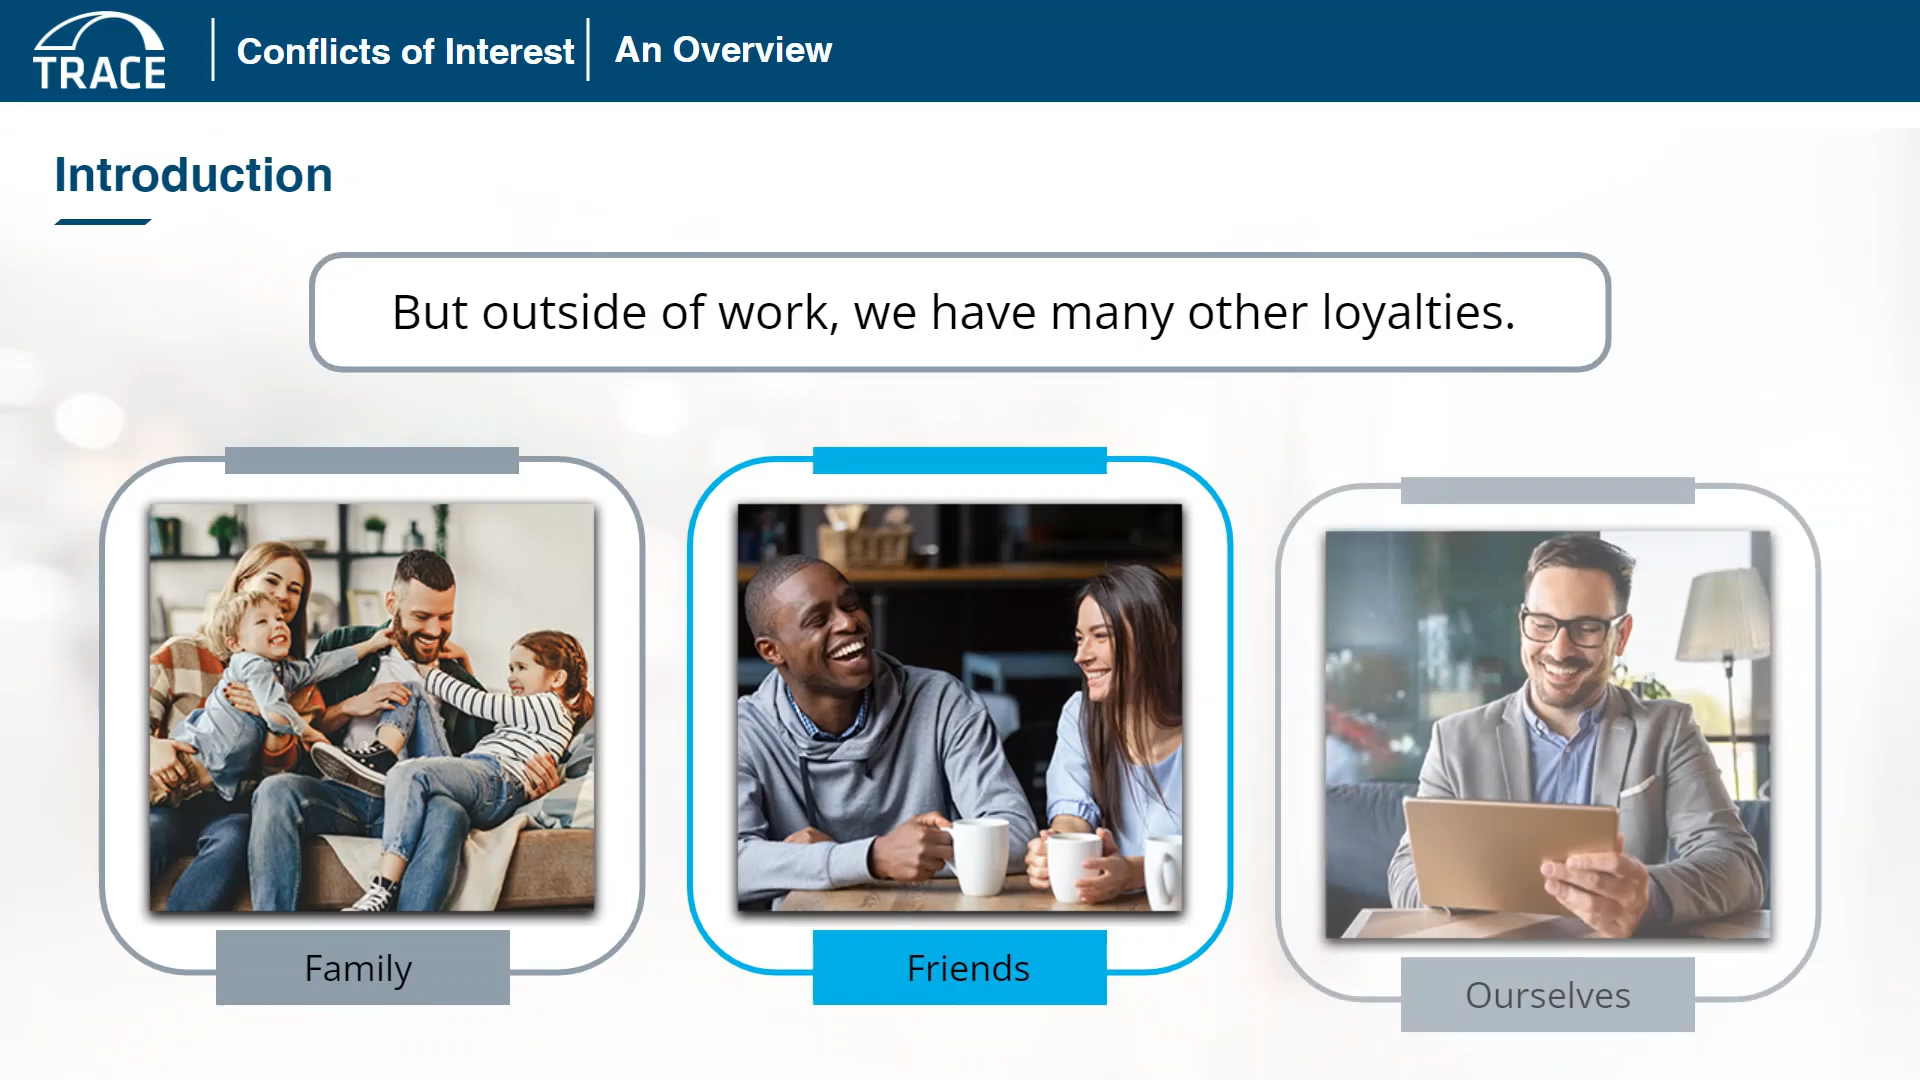 TRACE
Conflicts of Interest
An Overview
Introduction
But outside of work, we have many other loyalties.
Family
Friends
Ourselves